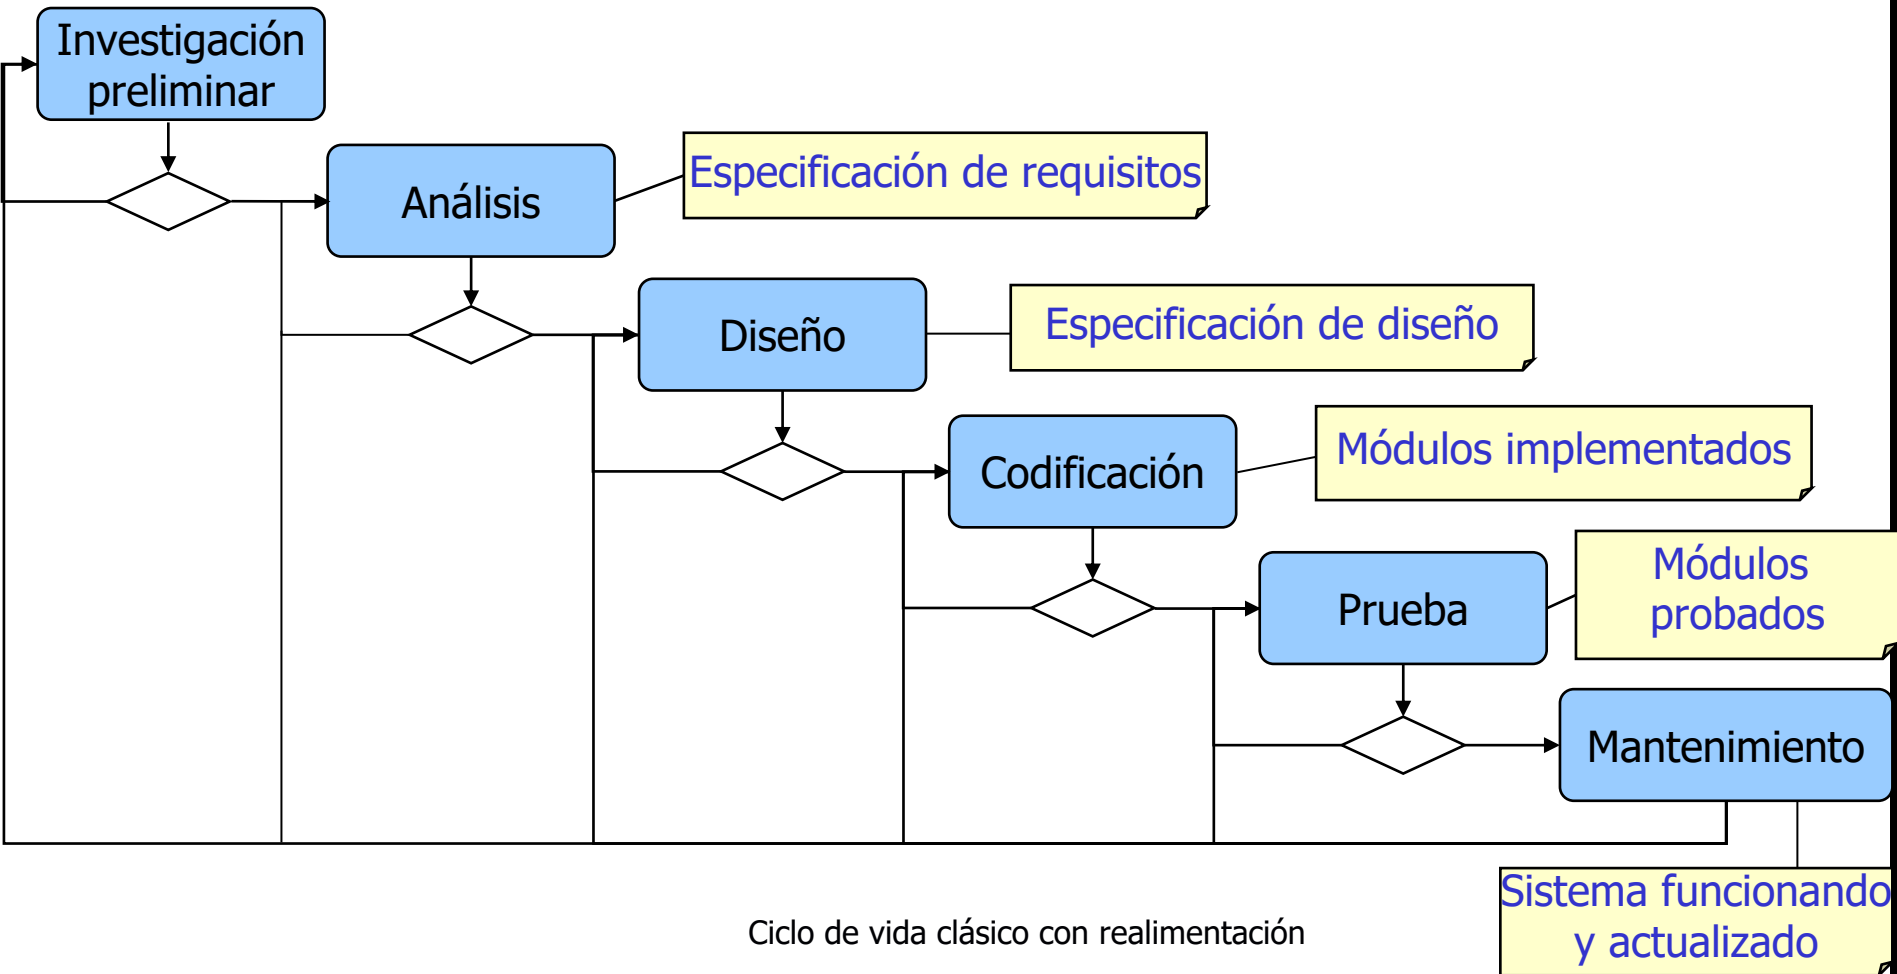 Investigación
preliminar
Análisis
Especificación de requisitos
Diseño
Especificación de diseño
Codificación
Módulos implementados
Prueba
Módulos
probados
Mantenimiento
Sistema funcionando
y actualizado
Ciclo de vida clásico con realimentación